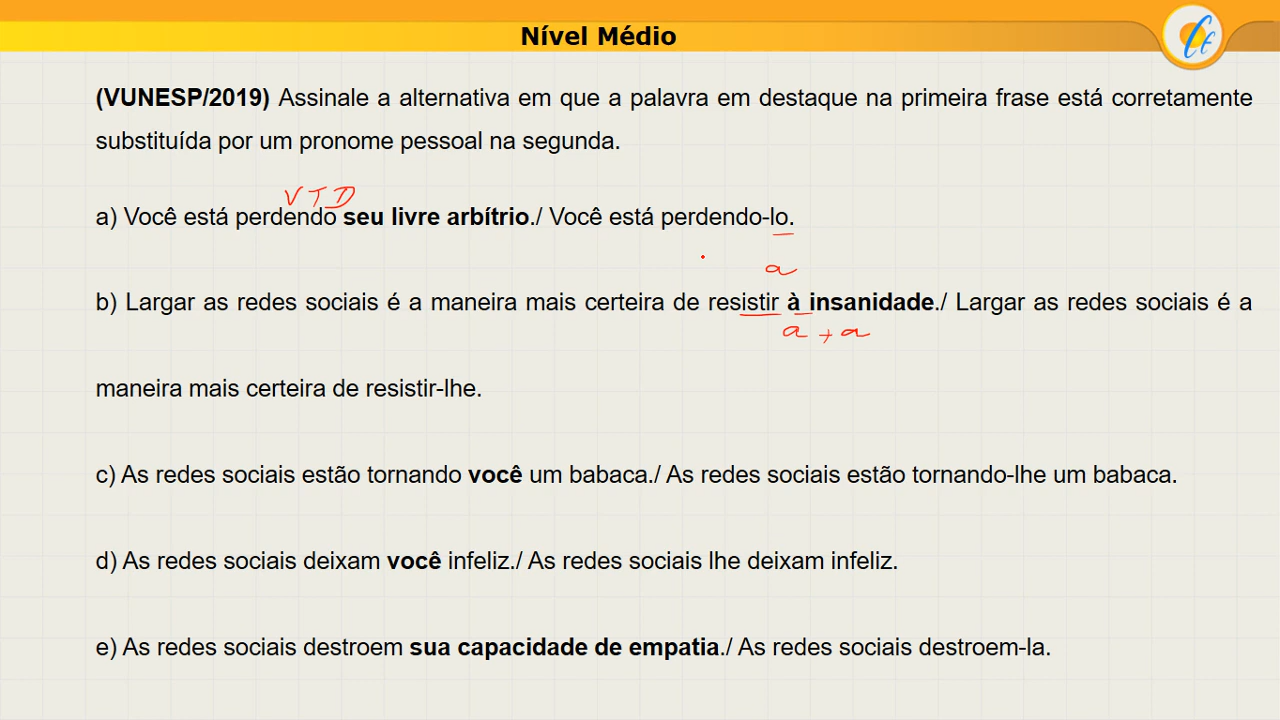 Nível Médio
(VUNESP/2019) Assinale a alternativa em que a palavra em destaque na primeira frase está corretamente
substituída por um pronome pessoal na segunda.
VTD
a) Você está perdendo seu livre arbítrio./ Você está perdendo-lo.
a
b) Largar as redes sociais é a maneira mais certeira de resistir à insanidade./ Largar as redes sociais é a
a + a
maneira mais certeira de resistir-lhe.
c) As redes sociais estão tornando você um babaca./ As redes sociais estão tornando-lhe um babaca.
d) As redes sociais deixam você infeliz./ As redes sociais lhe deixam infeliz.
e) As redes sociais destroem sua capacidade de empatia./ As redes sociais destroem-la.